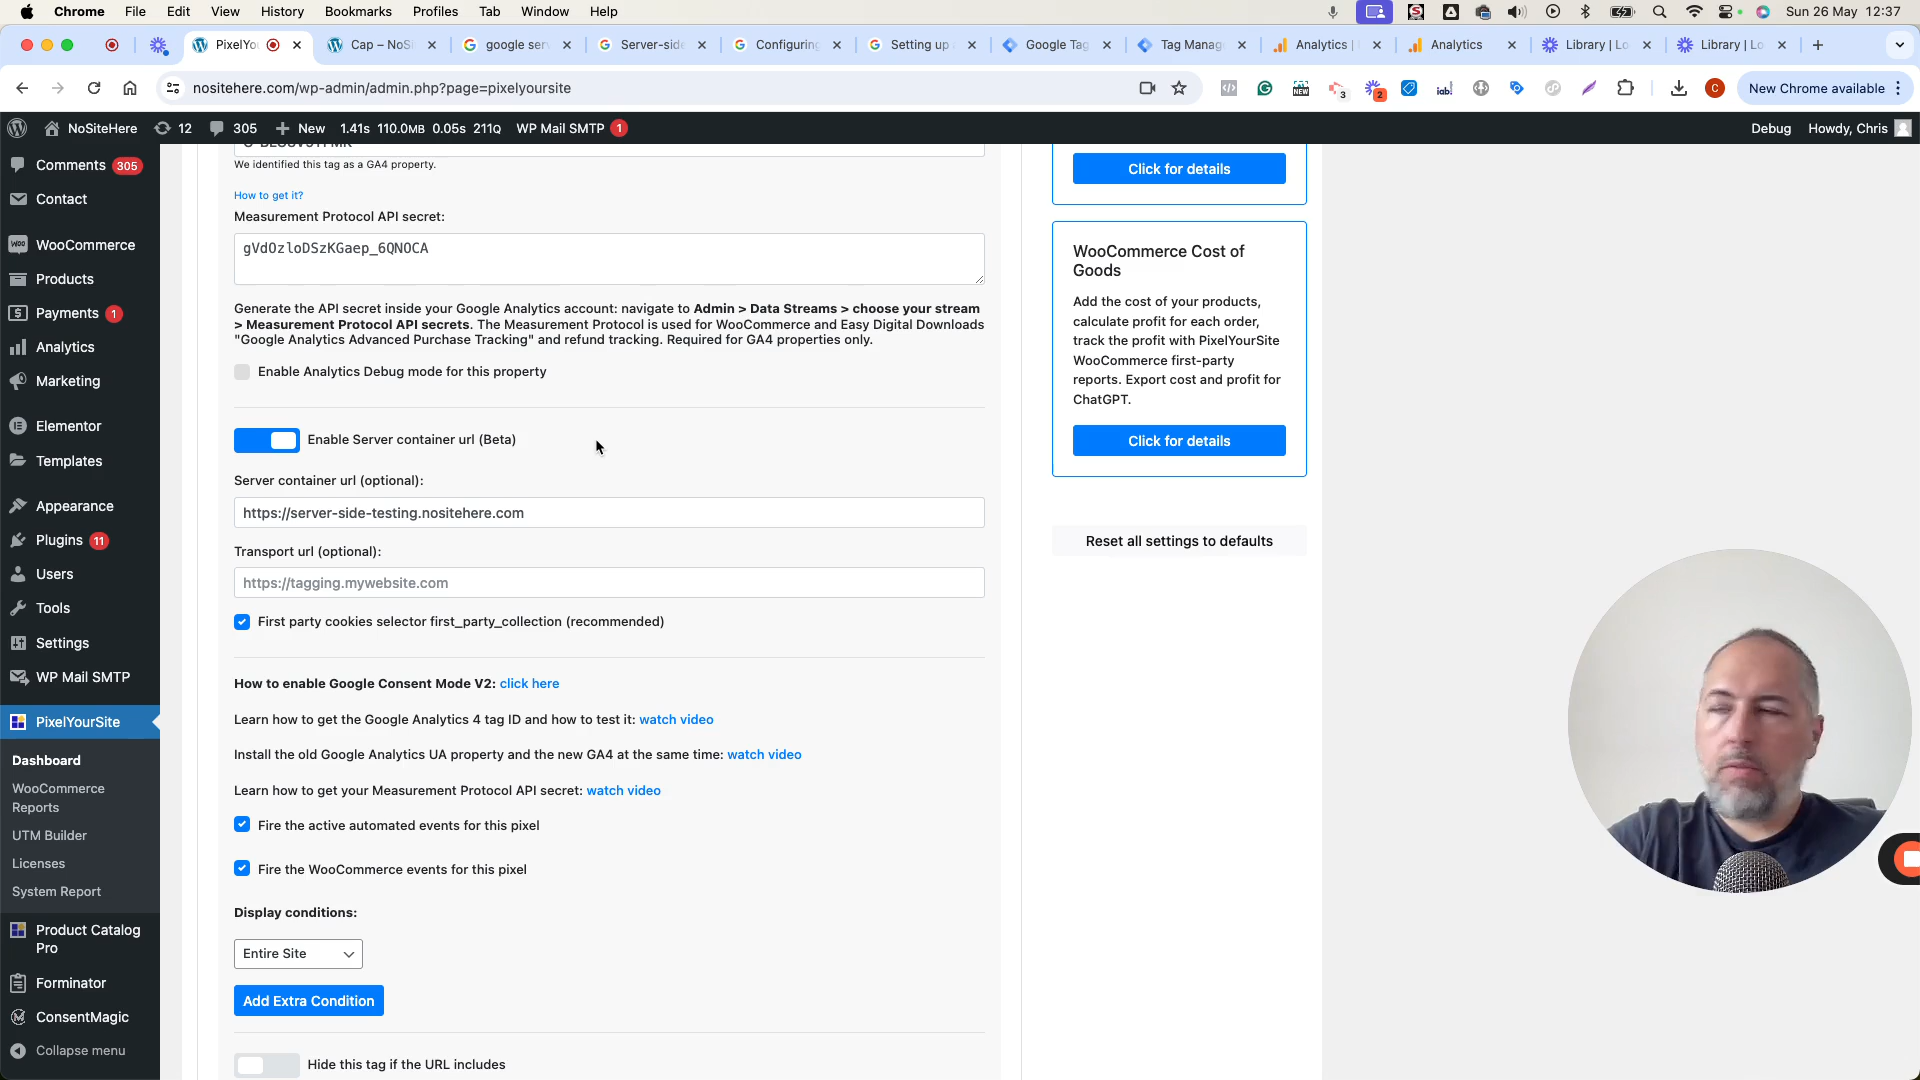 Chrome File Edit View History Bookmarks Profiles Tab Window Help Sun 26 May 12:37
PixelYo Cap – NoSi google ser Server-sid Configurin Setting up Google Ta Tag Manag Analytics | Analytics Library | Lo Library | Lo
nositehere.com/wp-admin/admin.php?page=pixelyoursite New Chrome available
NoSiteHere 12 305 New 1.41s 110.0MB 0.05s 211Q WP Mail SMTP 1 Debug Howdy, Chris
Comments 305
Contact
WooCommerce
Products
Payments 1
Analytics
Marketing
Elementor
Templates
Appearance
Plugins 11
Users
Tools
Settings
WP Mail SMTP
PixelYourSite
Dashboard
WooCommerce
Reports
UTM Builder
Licenses
System Report
Product Catalog
Pro
Forminator
ConsentMagic
Collapse menu
We identified this tag as a GA4 property.
How to get it?
Measurement Protocol API secret:
gVdOzloDSzKGaep_6QNOCA
Generate the API secret inside your Google Analytics account: navigate to Admin > Data Streams > choose your stream
> Measurement Protocol API secrets. The Measurement Protocol is used for WooCommerce and Easy Digital Downloads
"Google Analytics Advanced Purchase Tracking" and refund tracking. Required for GA4 properties only.
Enable Analytics Debug mode for this property
Enable Server container url (Beta)
Server container url (optional):
https://server-side-testing.nositehere.com
Transport url (optional):
https://tagging.mywebsite.com
First party cookies selector first_party_collection (recommended)
How to enable Google Consent Mode V2: click here
Learn how to get the Google Analytics 4 tag ID and how to test it: watch video
Install the old Google Analytics UA property and the new GA4 at the same time: watch video
Learn how to get your Measurement Protocol API secret: watch video
Fire the active automated events for this pixel
Fire the WooCommerce events for this pixel
Display conditions:
Entire Site
Add Extra Condition
Hide this tag if the URL includes
Click for details
WooCommerce Cost of
Goods
Add the cost of your products,
calculate profit for each order,
track the profit with PixelYourSite
WooCommerce first-party
reports. Export cost and profit for
ChatGPT.
Click for details
Reset all settings to defaults